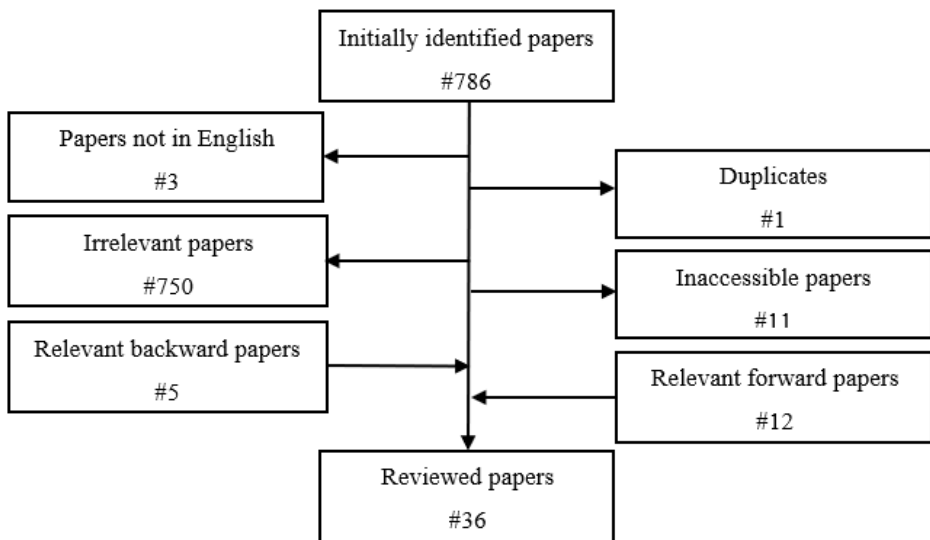 Initially identified papers
#786
Papers not in English
#3
Duplicates
#1
Irrelevant papers
#750
Inaccessible papers
#11
Relevant backward papers
#5
Relevant forward papers
#12
Reviewed papers
#36